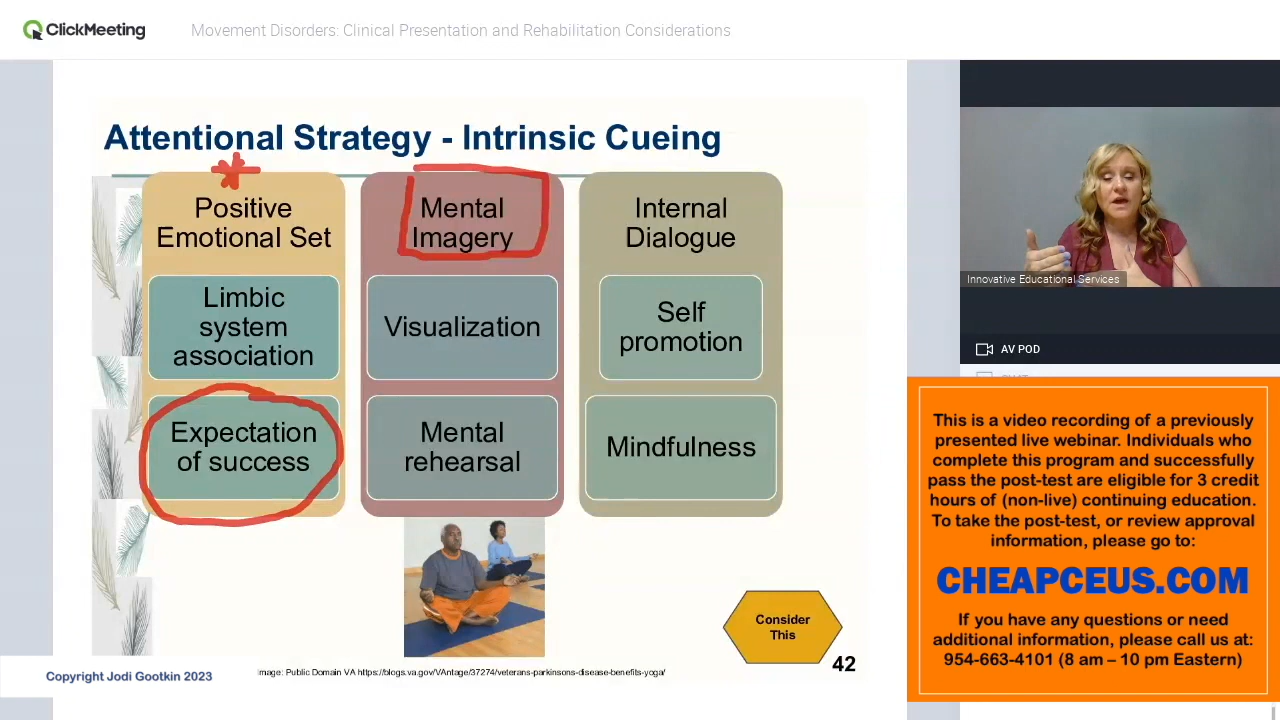 ClickMeeting
Movement Disorders: Clinical Presentation and Rehabilitation Considerations
Attentional Strategy - Intrinsic Cueing
Positive
Emotional Set
Limbic
system
association
Expectation
of success
Mental
Imagery
Visualization
Mental
rehearsal
Internal
Dialogue
Self
promotion
Mindfulness
Consider
This
42
Image: Public Domain VA https://blogs.va.gov/VAntage/37274/veterans-parkinsons-disease-benefits-yoga/
Copyright Jodi Gootkin 2023
Innovative Educational Services
AV POD
This is a video recording of a previously
presented live webinar. Individuals who
complete this program and successfully
pass the post-test are eligible for 3 credit
hours of (non-live) continuing education.
To take the post-test, or review approval
information, please go to:
CHEAPCEUS.COM
If you have any questions or need
additional information, please call us at:
954-663-4101 (8 am – 10 pm Eastern)